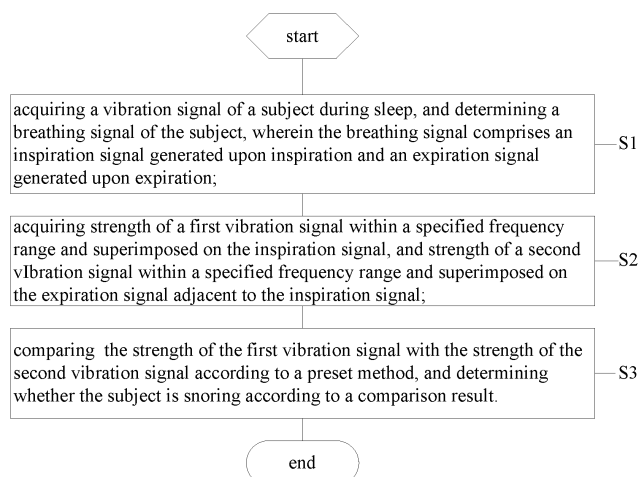 start
acquiring a vibration signal of a subject during sleep, and determining a
breathing signal of the subject, wherein the breathing signal comprises an
inspiration signal generated upon inspiration and an expiration signal
generated upon expiration;
S1
acquiring strength of a first vibration signal within a specified frequency
range and superimposed on the inspiration signal, and strength of a second
vIbration signal within a specified frequency range and superimposed on
the expiration signal adjacent to the inspiration signal;
S2
comparing the strength of the first vibration signal with the strength of the
second vibration signal according to a preset method, and determining
whether the subject is snoring according to a comparison result.
S3
end